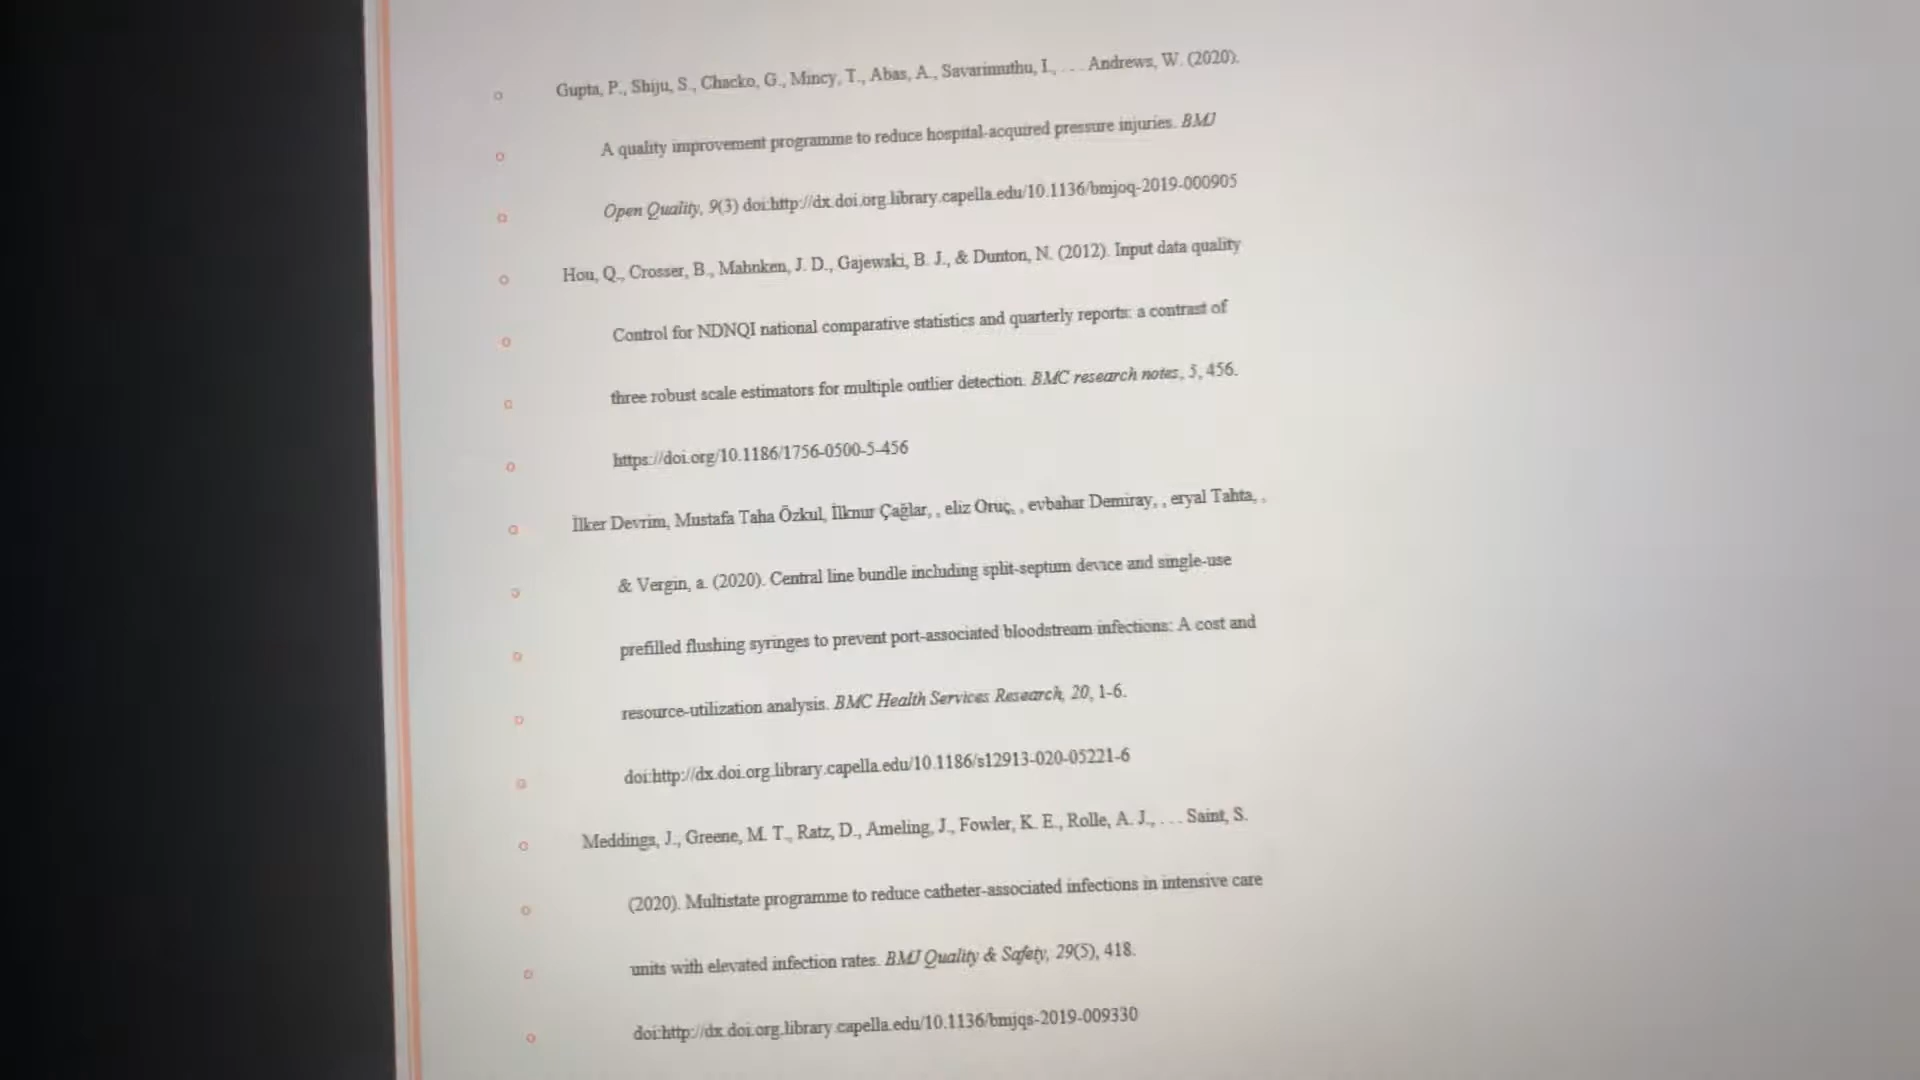 Gupta, P., Shiju, S., Chacko, G., Mincy, T., Abas, A., Savarimuthu, I., . . . Andrews, W. (2020).
A quality improvement programme to reduce hospital-acquired pressure injuries. BMJ
Open Quality, 9(3) doi:http://dx.doi.org.library.capella.edu/10.1136/bmjoq-2019-000905
Hou, Q., Crosser, B., Mahnken, J. D., Gajewski, B. J., & Dunton, N. (2012). Input data quality
Control for NDNQI national comparative statistics and quarterly reports: a contrast of
three robust scale estimators for multiple outlier detection. BMC research notes, 5, 456.
https://doi.org/10.1186/1756-0500-5-456
İlker Devrim, Mustafa Taha Özkul, İlknur Çağlar, , eliz Oruç, , evbahar Demiray, , eryal Tahta, ,
& Vergin, a. (2020). Central line bundle including split-septum device and single-use
prefilled flushing syringes to prevent port-associated bloodstream infections: A cost and
resource-utilization analysis. BMC Health Services Research, 20, 1-6.
doi:http://dx.doi.org.library.capella.edu/10.1186/s12913-020-05221-6
Meddings, J., Greene, M. T., Ratz, D., Ameling, J., Fowler, K. E., Rolle, A. J., . . . Saint, S.
(2020). Multistate programme to reduce catheter-associated infections in intensive care
units with elevated infection rates. BMJ Quality & Safety, 29(5), 418.
doi:http://dx.doi.org.library.capella.edu/10.1136/bmjqs-2019-009330